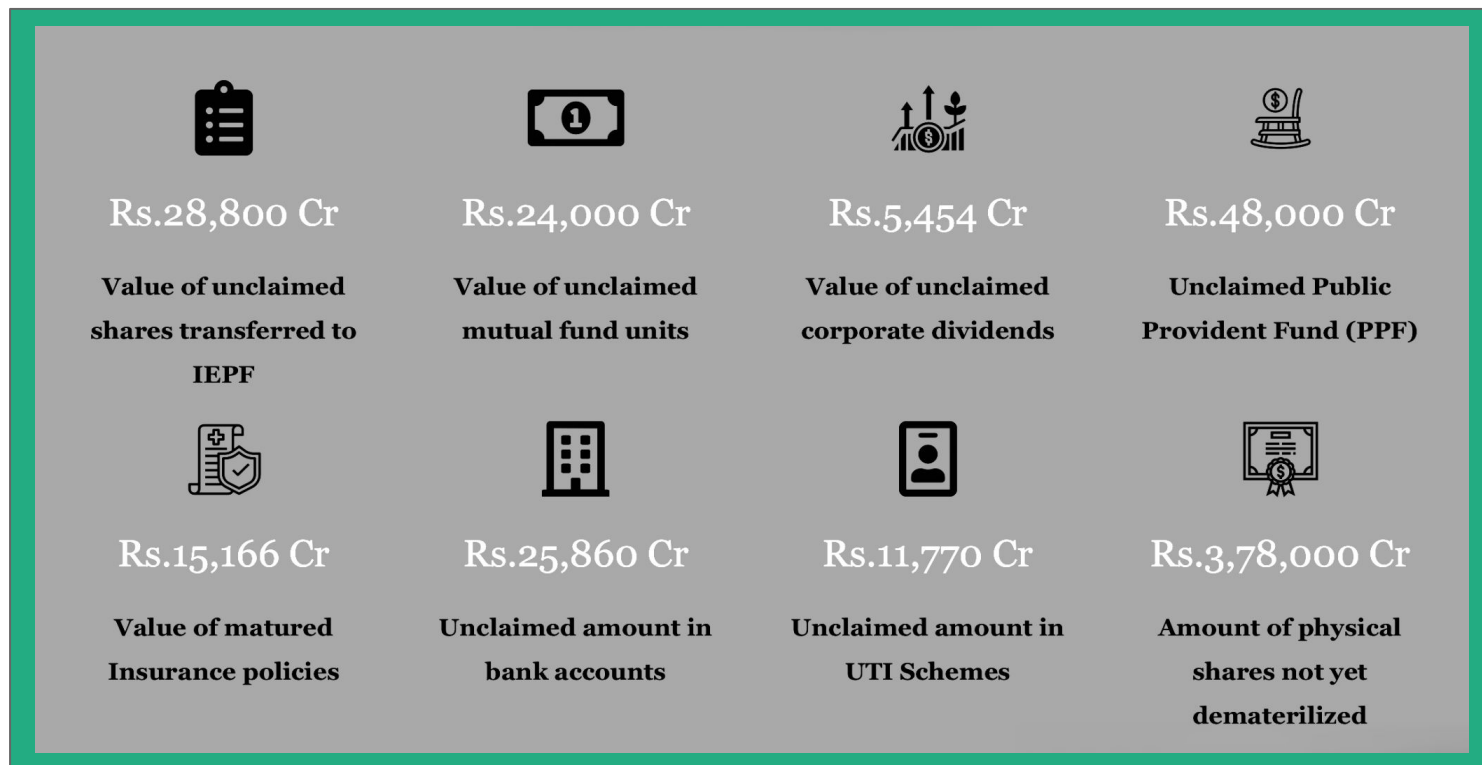 1
$
$
Rs.28,800 Cr
Value of unclaimed
shares transferred to
IEPF
Rs.24,000 Cr
Value of unclaimed
mutual fund units
Rs.5,454 Cr
Value of unclaimed
corporate dividends
Rs.48,000 Cr
Unclaimed Public
Provident Fund (PPF)
$
Rs.15,166 Cr
Value of matured
Insurance policies
Rs.25,860 Cr
Unclaimed amount in
bank accounts
Rs.11,770 Cr
Unclaimed amount in
UTI Schemes
Rs.3,78,000 Cr
Amount of physical
shares not yet
dematerilized